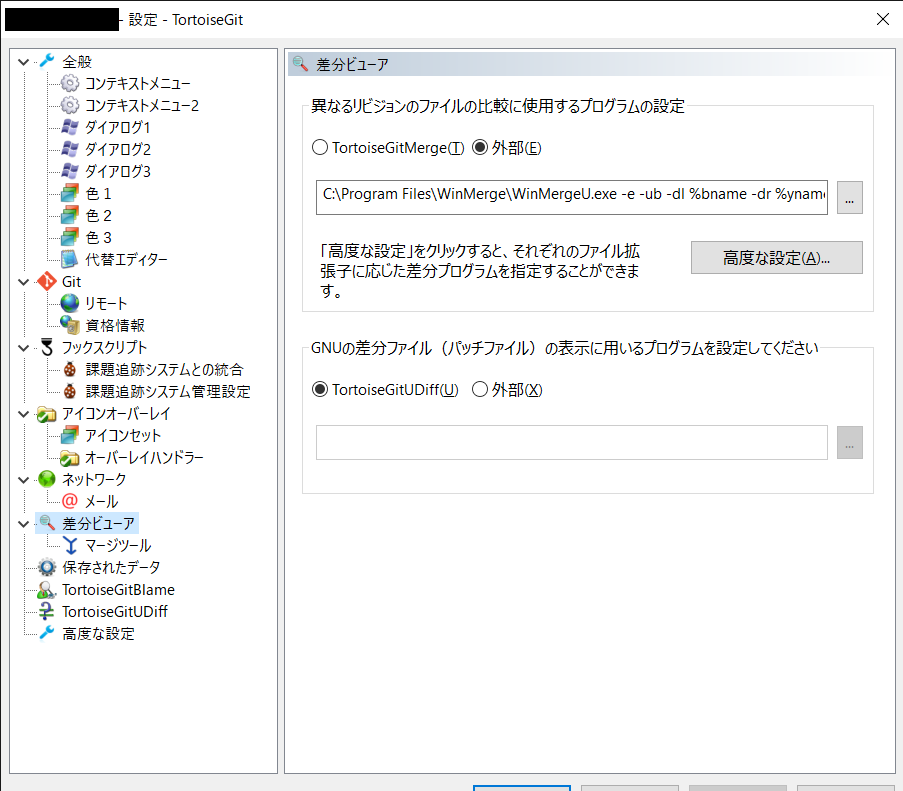 - 設定 - TortoiseGit
全般
コンテキストメニュー
コンテキストメニュー2
ダイアログ1
ダイアログ2
ダイアログ3
色 1
色 2
色 3
代替エディター
Git
リモート
資格情報
フックスクリプト
課題追跡システムとの統合
課題追跡システム管理設定
アイコンオーバーレイ
アイコンセット
オーバーレイハンドラー
ネットワーク
メール
差分ビューア
マージツール
保存されたデータ
TortoiseGitBlame
TortoiseGitUDiff
高度な設定
差分ビューア
異なるリビジョンのファイルの比較に使用するプログラムの設定
TortoiseGitMerge(T) 外部(E)
C:\Program Files\WinMerge\WinMergeU.exe -e -ub -dl %bname -dr %yname
...
「高度な設定」をクリックすると、それぞれのファイル拡
張子に応じた差分プログラムを指定することができま
す。
高度な設定(A)...
GNUの差分ファイル（パッチファイル）の表示に用いるプログラムを設定してください
TortoiseGitUDiff(U) 外部(X)
...